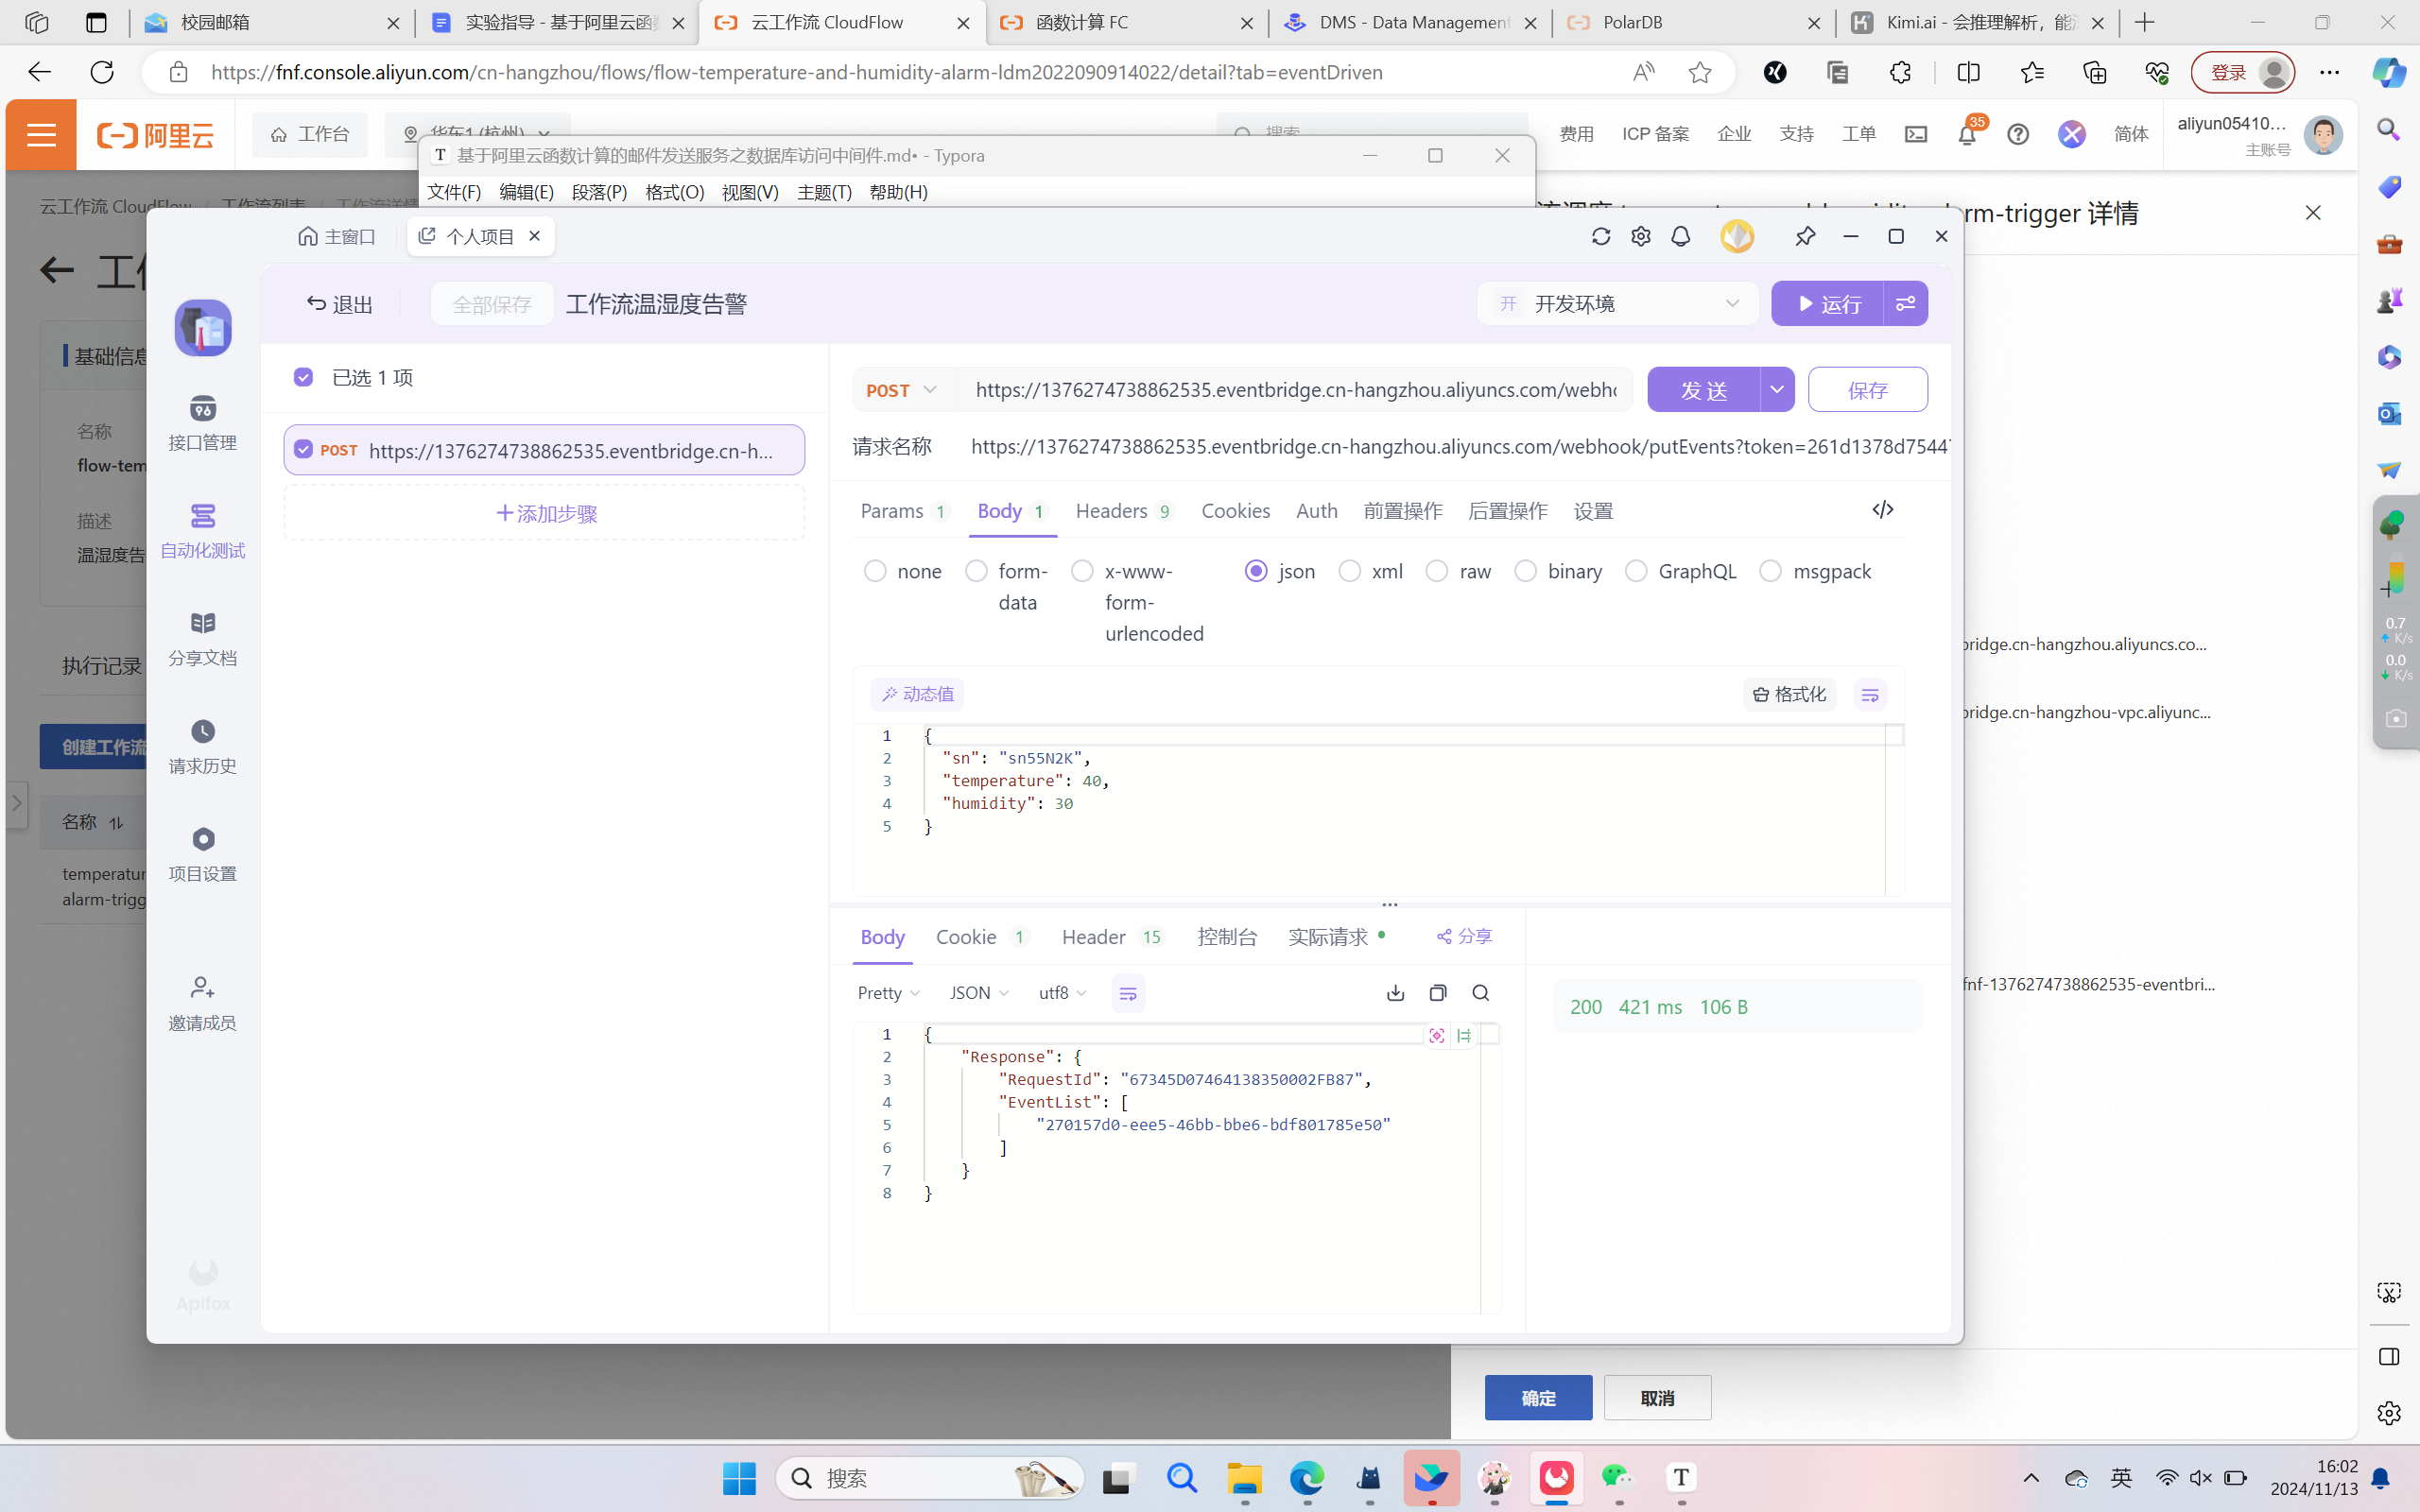 校园邮箱
实验指导 - 基于阿里云函
云工作流 CloudFlow
函数计算 FC
DMS - Data Management
PolarDB
Kimi.ai - 会推理解析，能
https://fnf.console.aliyun.com/cn-hangzhou/flows/flow-temperature-and-humidity-alarm-ldm2022090914022/detail?tab=eventDriven
登录
阿里云
工作台
华东1 (杭州)
搜索
费用
ICP 备案
企业
支持
工单
35
简体
aliyun05410...
主账号
T 基于阿里云函数计算的邮件发送服务之数据库访问中间件.md• - Typora
文件(F) 编辑(E) 段落(P) 格式(O) 视图(V) 主题(T) 帮助(H)
云工作流 CloudFlow / 工作流列表 / 工作流详情
rm-trigger 详情
主窗口
个人项目
退出
全部保存
工作流温湿度告警
开 开发环境
运行
基础信息
名称
flow-tem
描述
温湿度告
执行记录
创建工作流
名称
temperatur
alarm-trigg
接口管理
自动化测试
分享文档
请求历史
项目设置
邀请成员
Apifox
已选 1 项
POST https://1376274738862535.eventbridge.cn-h...
添加步骤
POST https://1376274738862535.eventbridge.cn-hangzhou.aliyuncs.com/webho
发 送
保存
请求名称 https://1376274738862535.eventbridge.cn-hangzhou.aliyuncs.com/webhook/putEvents?token=261d1378d7544
Params 1 Body 1 Headers 9 Cookies Auth 前置操作 后置操作 设置
none
form-data
x-www-form-urlencoded
json
xml
raw
binary
GraphQL
msgpack
动态值
格式化
1 {
2 "sn": "sn55N2K",
3 "temperature": 40,
4 "humidity": 30
5 }
Body Cookie 1 Header 15 控制台 实际请求 分享
Pretty JSON utf8
200 421 ms 106 B
1 {
2 "Response": {
3 "RequestId": "67345D07464138350002FB87",
4 "EventList": [
5 "270157d0-eee5-46bb-bbe6-bdf801785e50"
6 ]
7 }
8 }
ridge.cn-hangzhou.aliyuncs.co...
ridge.cn-hangzhou-vpc.aliyunc...
fnf-1376274738862535-eventbri...
确定
取消
0.7
K/s
0.0
K/s
搜索
英
16:02
2024/11/13